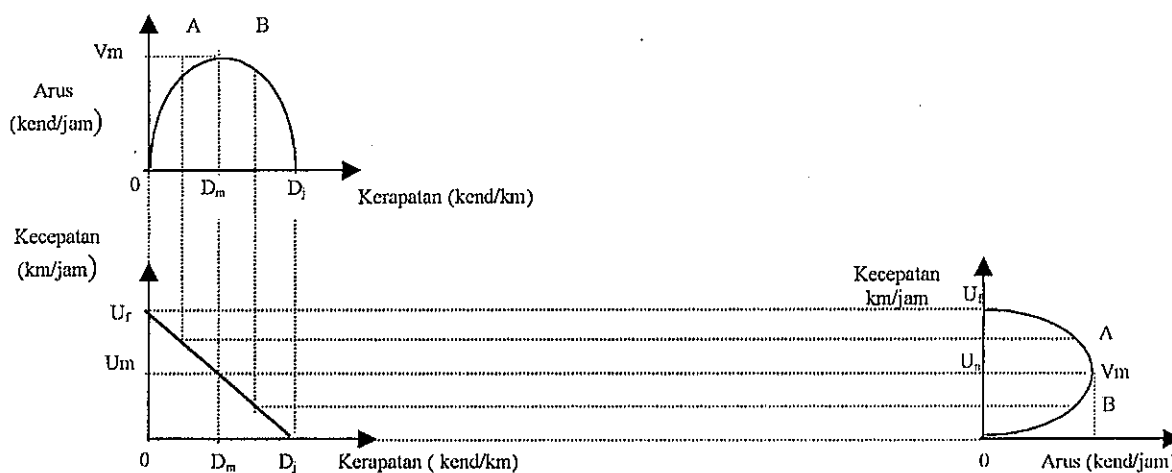 A B
Vm
Arus
(kend/jam)
0 Dm Dj Kerapatan (kend/km)
Kecepatan
(km/jam)
Uf
Um
0 Dm Dj Kerapatan ( kend/km)
Kecepatan
km/jam
Uf
A
Un
Vm
B
0 Arus (kend/jam)